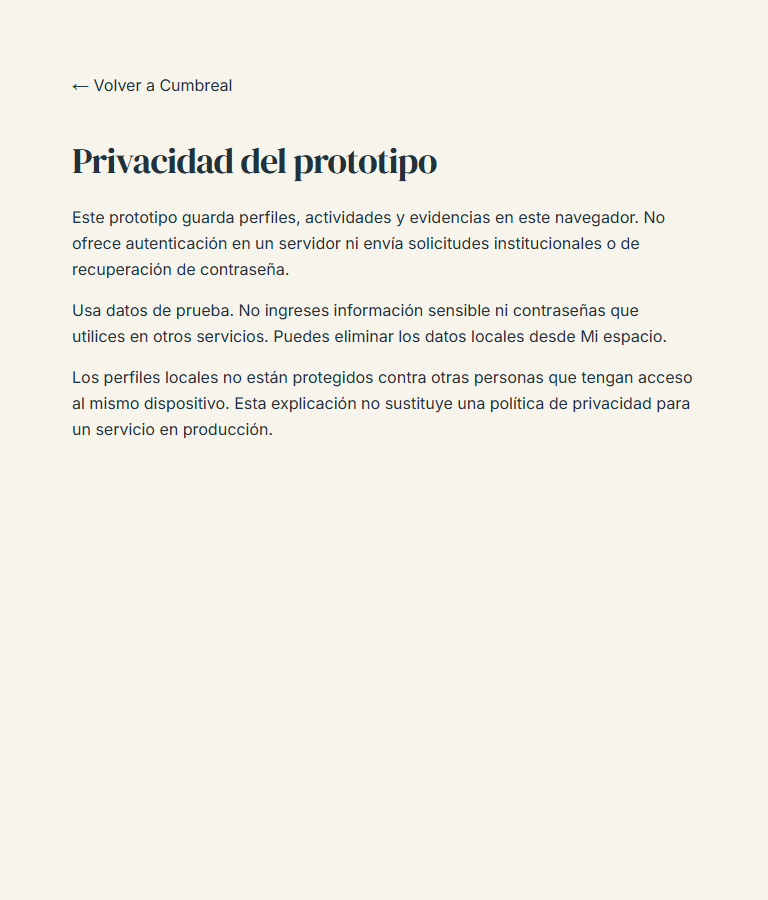 ← Volver a Cumbreal
Privacidad del prototipo
Este prototipo guarda perfiles, actividades y evidencias en este navegador. No
ofrece autenticación en un servidor ni envía solicitudes institucionales o de
recuperación de contraseña.
Usa datos de prueba. No ingreses información sensible ni contraseñas que
utilices en otros servicios. Puedes eliminar los datos locales desde Mi espacio.
Los perfiles locales no están protegidos contra otras personas que tengan acceso
al mismo dispositivo. Esta explicación no sustituye una política de privacidad para
un servicio en producción.